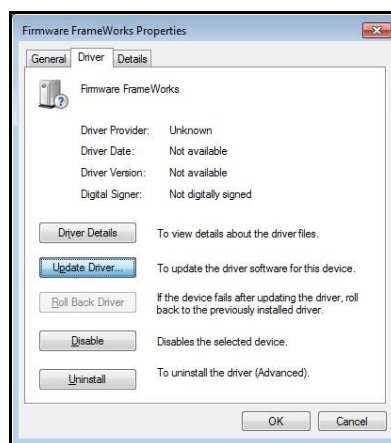 Firmware FrameWorks Properties
General Driver Details
Firmware FrameWorks
Driver Provider: Unknown
Driver Date: Not available
Driver Version: Not available
Digital Signer: Not digitally signed
Driver Details To view details about the driver files.
Update Driver... To update the driver software for this device.
Roll Back Driver If the device fails after updating the driver, roll
back to the previously installed driver.
Disable Disables the selected device.
Uninstall To uninstall the driver (Advanced).
OK Cancel